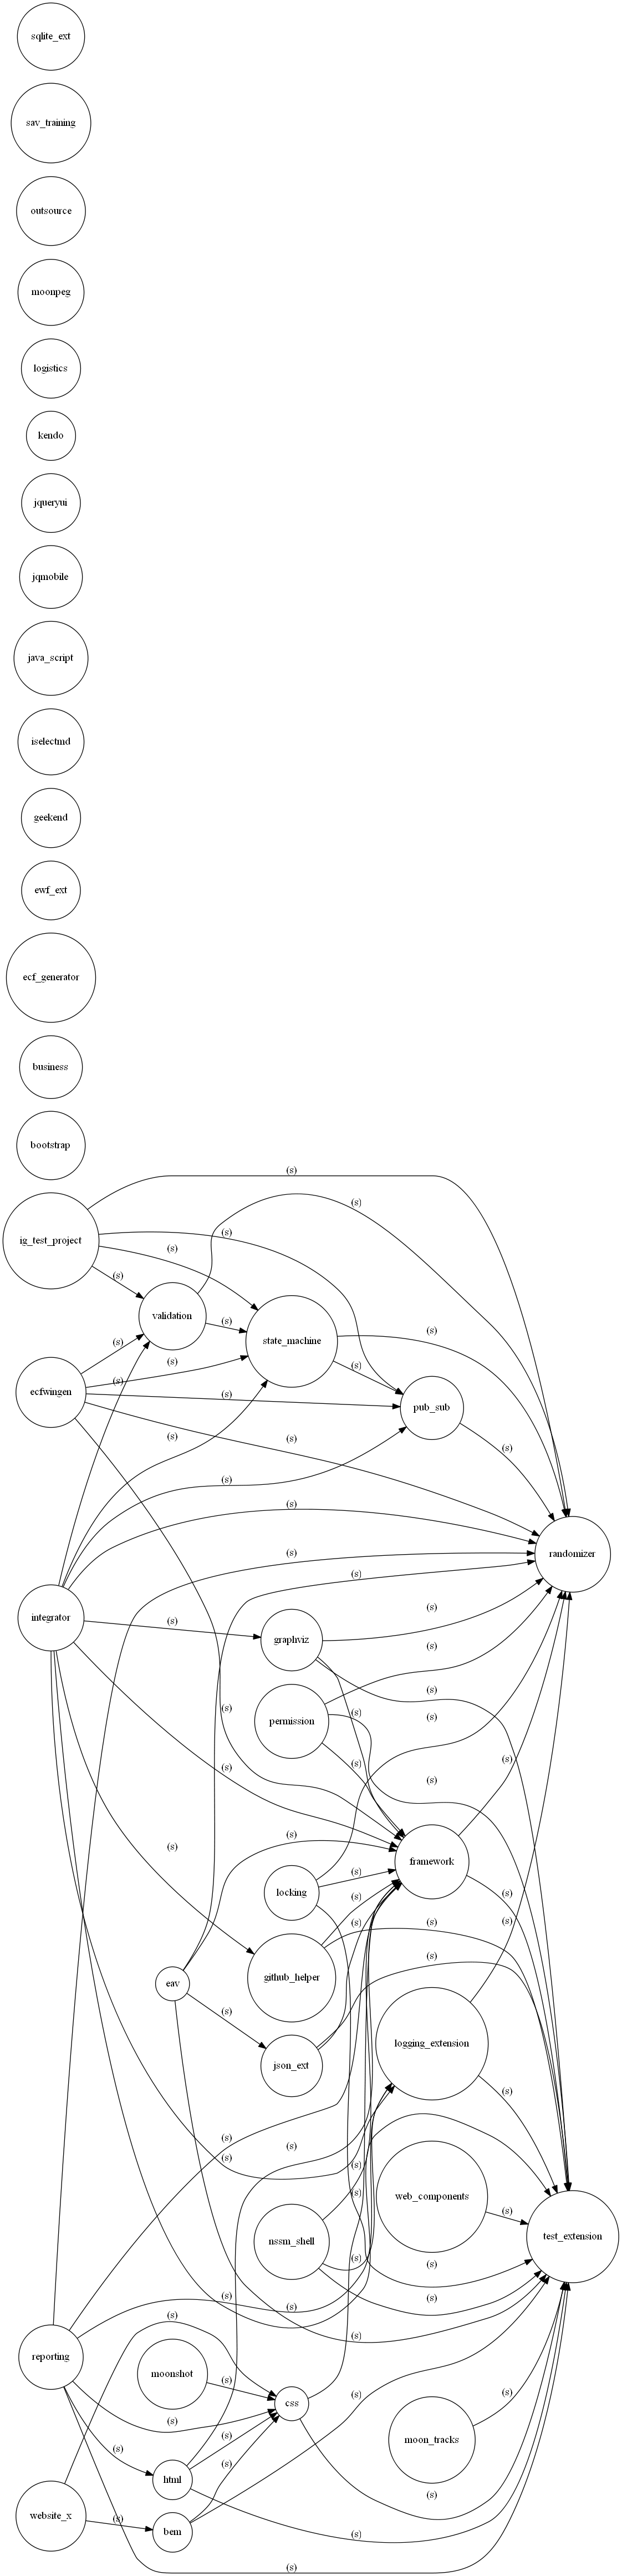 sqlite_ext
sav_training
outsource
moonpeg
logistics
kendo
jqueryui
jqmobile
java_script
iselectmd
geekend
ewf_ext
ecf_generator
business
bootstrap
(s)
(s)
(s)
ig_test_project
(s)
(s)
validation
(s)
(s)
state_machine
(s)
(s)
(s)
(s)
ecfwingen
(s)
pub_sub
(s)
(s)
(s)
(s)
(s)
(s)
randomizer
(s)
(s)
integrator
(s)
graphviz
(s)
(s)
(s)
(s)
permission
(s)
(s)
(s)
(s)
(s)
(s)
(s)
framework
(s)
locking
(s)
(s)
(s)
(s)
(s)
github_helper
eav
(s)
json_ext
logging_extension
(s)
(s)
(s)
(s)
(s)
(s)
web_components
(s)
test_extension
nssm_shell
(s)
(s)
(s)
(s)
(s)
(s)
reporting
moonshot
(s)
(s)
(s)
css
(s)
(s)
(s)
moon_tracks
(s)
html
(s)
(s)
website_x
(s)
bem
(s)
(s)